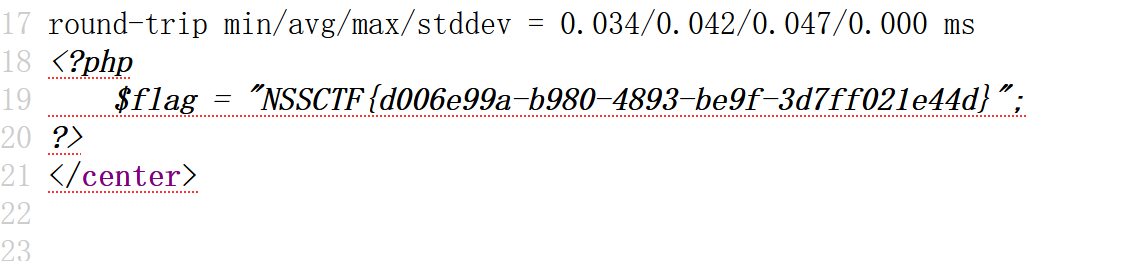 17 round-trip min/avg/max/stddev = 0.034/0.042/0.047/0.000 ms
18 <?php
19     $flag = "NSSCTF{d006e99a-b980-4893-be9f-3d7ff021e44d}";
20 ?>
21 </center>
22
23